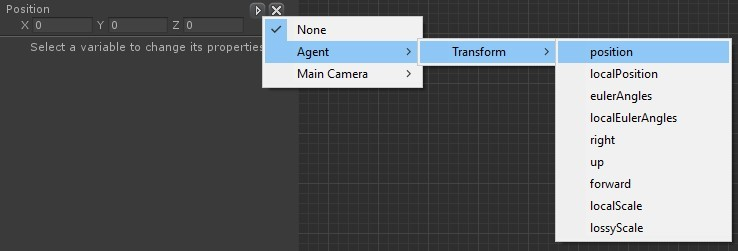 Position
X 0 Y 0 Z 0
Select a variable to change its properties
None
Agent
Main Camera
Transform
position
localPosition
eulerAngles
localEulerAngles
right
up
forward
localScale
lossyScale